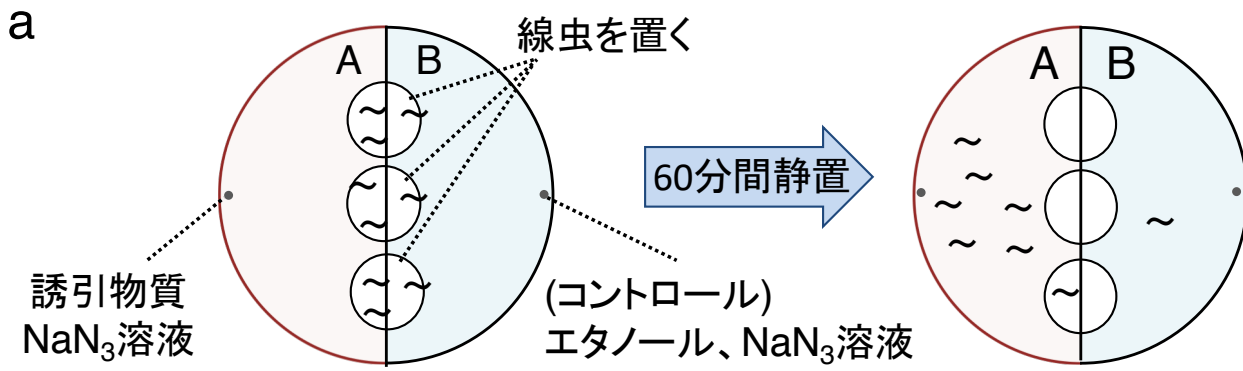 a
A B
線虫を置く
60分間静置
A B
誘引物質
NaN₃溶液
(コントロール)
エタノール、NaN₃溶液